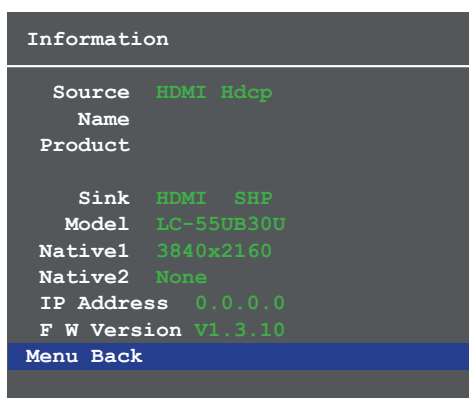 Information
Source HDMI Hdcp
Name
Product
Sink HDMI SHP
Model LC-55UB30U
Native1 3840x2160
Native2 None
IP Address 0.0.0.0
F W Version V1.3.10
Menu Back